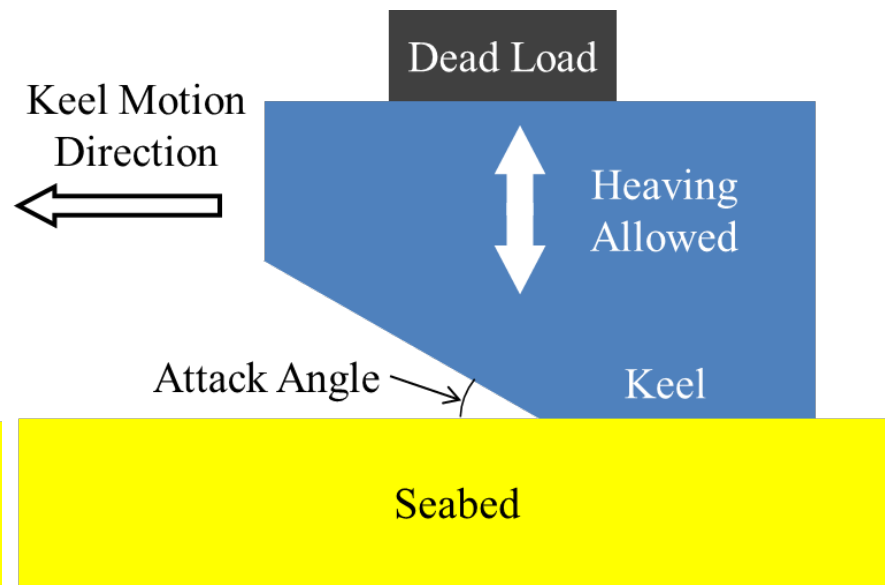 Dead Load
Keel Motion
Direction
Heaving
Allowed
Attack Angle
Keel
Seabed